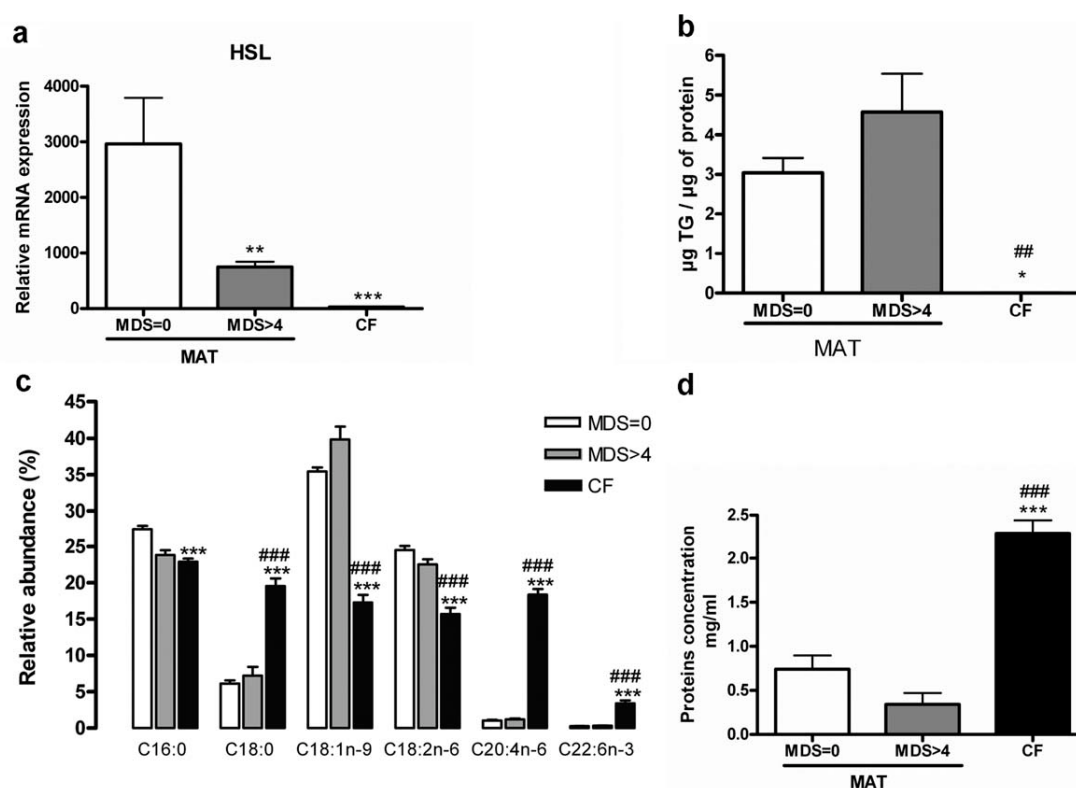 a
HSL
Relative mRNA expression
4000
3000
2000
1000
0
**
***
MDS=0 MDS>4 CF
MAT
b
µg TG / µg of protein
6
5
4
3
2
1
0
##
*
MDS=0 MDS>4 CF
MAT
c
Relative abundance (%)
45
40
35
30
25
20
15
10
5
0
MDS=0
MDS>4
CF
***
###
***
###
***
###
***
###
***
###
***
C16:0 C18:0 C18:1n-9 C18:2n-6 C20:4n-6 C22:6n-3
d
Proteins concentration
mg/ml
2.5
2.0
1.5
1.0
0.5
0.0
###
***
MDS=0 MDS>4 CF
MAT